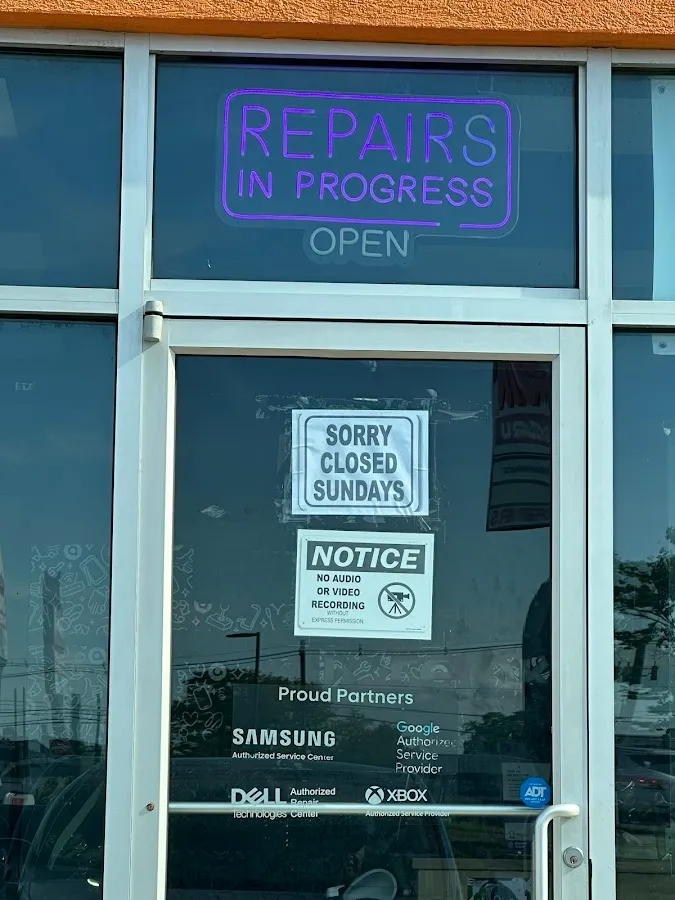 REPAIRS
IN PROGRESS
OPEN
SORRY
CLOSED
SUNDAYS
NOTICE
NO AUDIO
OR VIDEO
RECORDING
WITHOUT
EXPRESS PERMISSION
Proud Partners
SAMSUNG
Authorized Service Center
Google
Authorized
Service
Provider
DELL
Technologies
Authorized
Repair
Center
XBOX
Authorized Service Provider
ADT